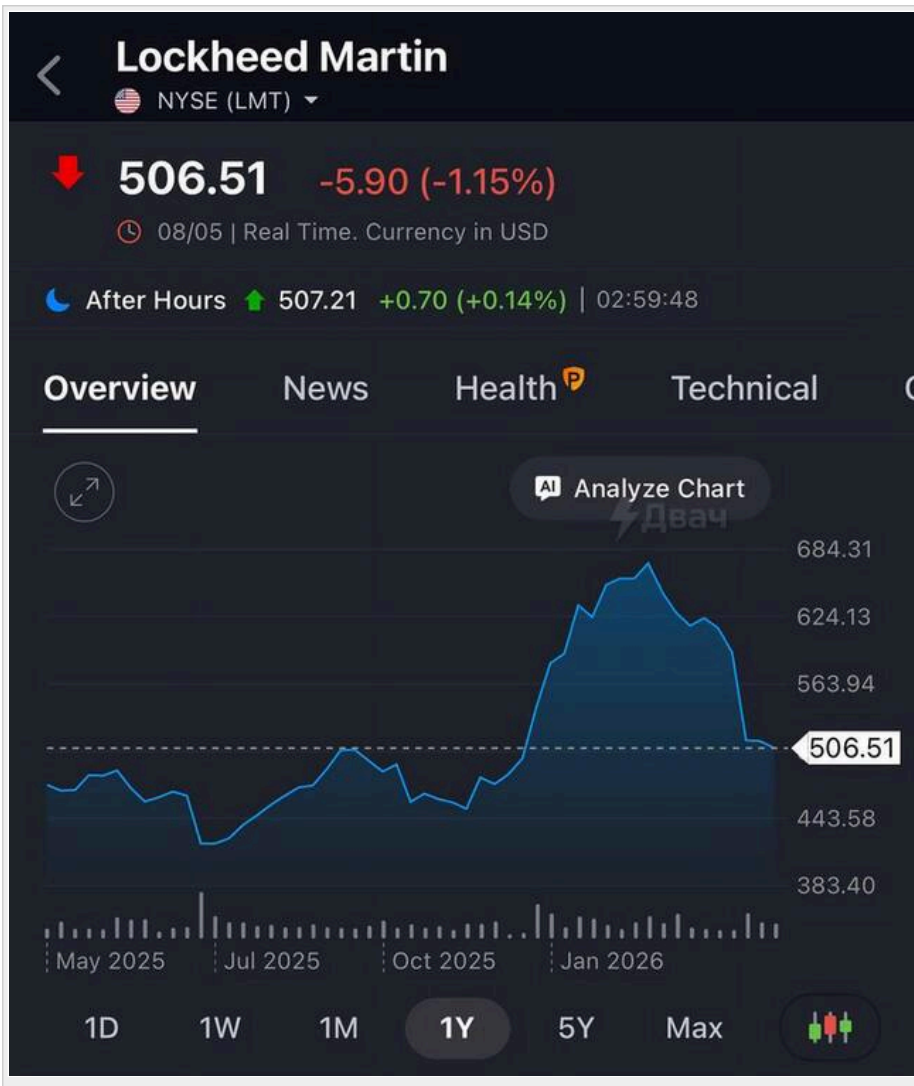 Lockheed Martin
NYSE (LMT)
506.51 -5.90 (-1.15%)
08/05 | Real Time. Currency in USD
After Hours 507.21 +0.70 (+0.14%) | 02:59:48
Overview News Health P Technical
AI Analyze Chart
Двач
684.31
624.13
563.94
506.51
443.58
383.40
May 2025 Jul 2025 Oct 2025 Jan 2026
1D 1W 1M 1Y 5Y Max